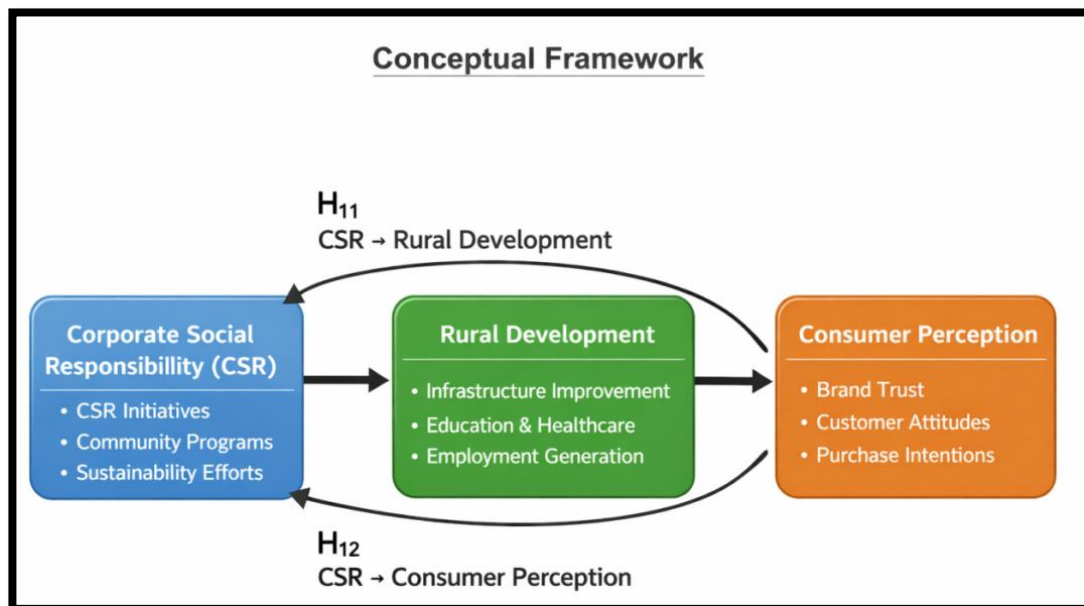 Conceptual Framework
H₁₁
CSR → Rural Development
Corporate Social
Responsibillity (CSR)
• CSR Initiatives
• Community Programs
• Sustainability Efforts
Rural Development
• Infrastructure Improvement
• Education & Healthcare
• Employment Generation
Consumer Perception
• Brand Trust
• Customer Attitudes
• Purchase Intentions
H₁₂
CSR → Consumer Perception